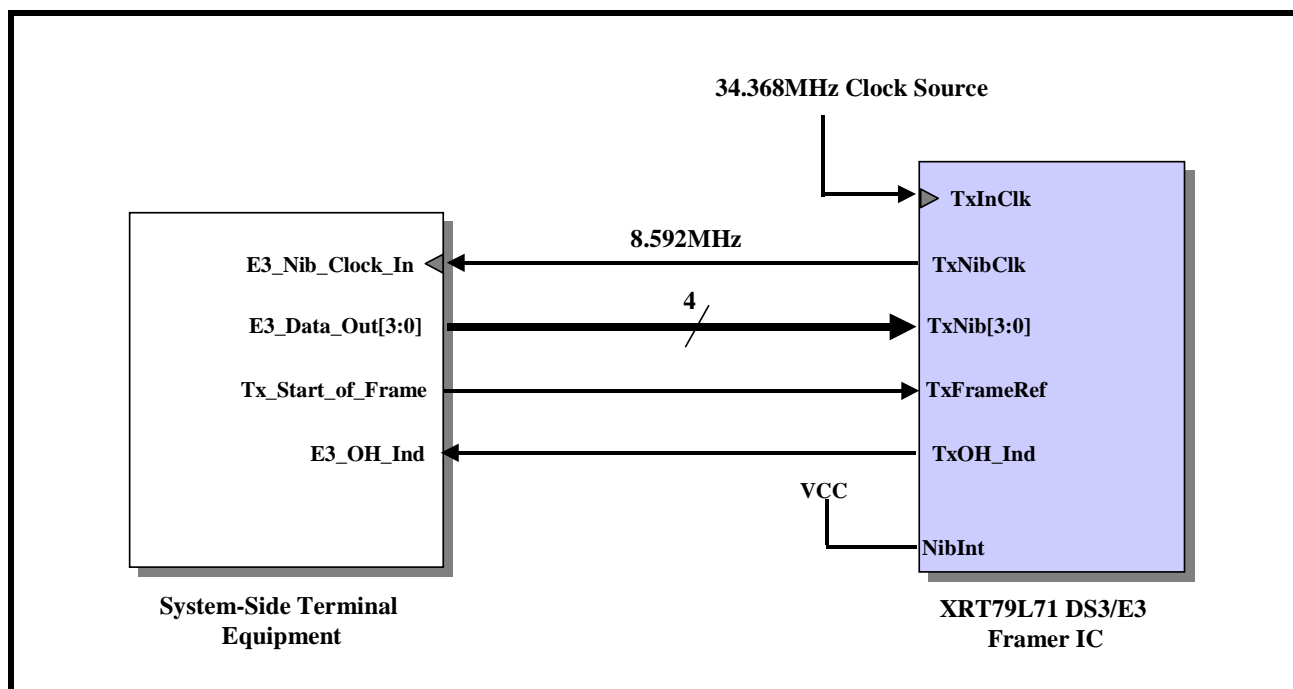 34.368MHz Clock Source
TxInClk
8.592MHz
E3_Nib_Clock_In
TxNibClk
4
E3_Data_Out[3:0]
TxNib[3:0]
Tx_Start_of_Frame
TxFrameRef
E3_OH_Ind
TxOH_Ind
VCC
NibInt
System-Side Terminal
Equipment
XRT79L71 DS3/E3
Framer IC